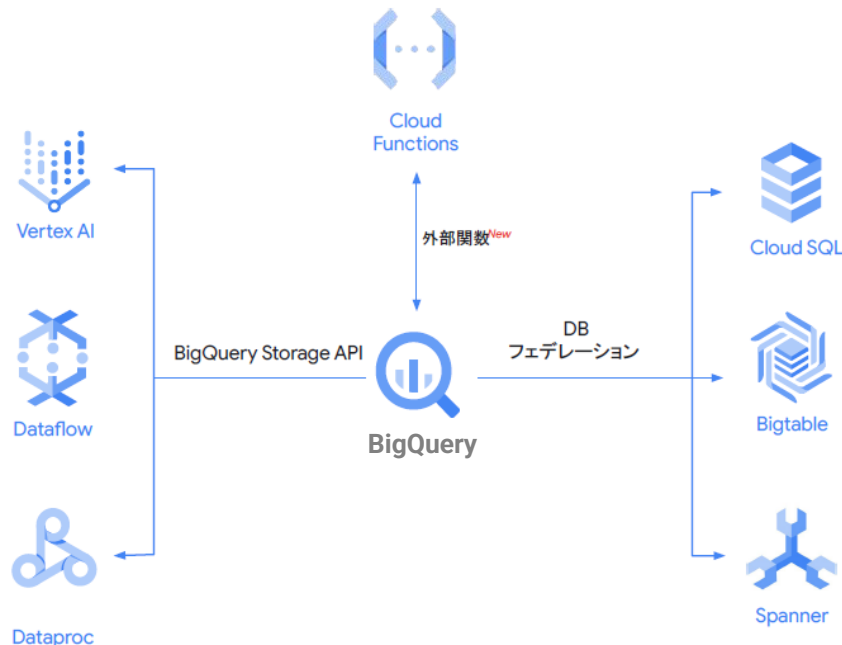 Cloud
Functions
外部関数New
Vertex AI
Cloud SQL
BigQuery Storage API
DB
フェデレーション
Dataflow
BigQuery
Bigtable
Dataproc
Spanner